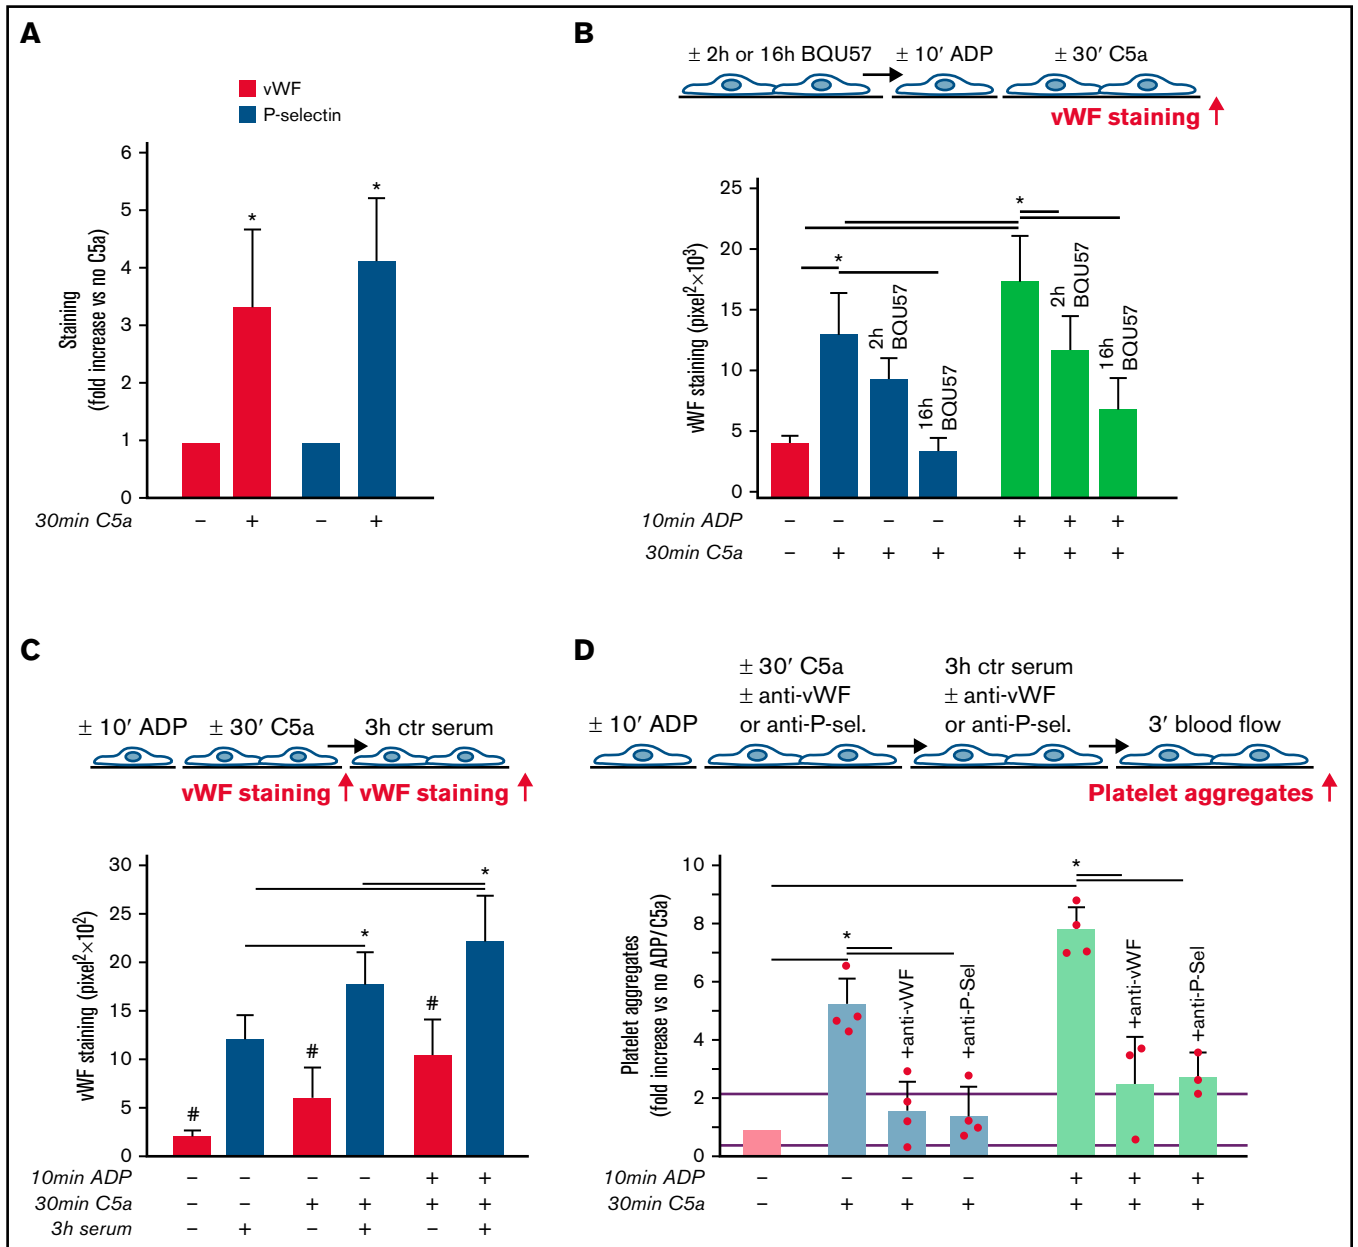 A
vWF
P-selectin
Staining
(fold increase vs no C5a)
6
5
4
3
2
1
0
*
*
30min C5a
– + – +
B
± 2h or 16h BQU57
± 10′ ADP
± 30′ C5a
vWF staining
vWF staining (pixel²×10³)
25
20
15
10
5
0
*
*
2h
BQU57
16h
BQU57
2h
BQU57
16h
BQU57
10min ADP – – – – + + +
30min C5a – + + + + + +
C
± 10′ ADP
± 30′ C5a
3h ctr serum
vWF staining
vWF staining
vWF staining (pixel²×10²)
30
25
20
15
10
5
0
#
#
*
#
*
10min ADP – – – – + +
30min C5a – – + + + +
3h serum – + – + – +
D
± 10′ ADP
± 30′ C5a
± anti-vWF
or anti-P-sel.
3h ctr serum
± anti-vWF
or anti-P-sel.
3′ blood flow
Platelet aggregates
Platelet aggregates
(fold increase vs no ADP/C5a)
10
8
6
4
2
0
*
+anti-vWF
+anti-P-Sel
*
+anti-vWF
+anti-P-Sel
10min ADP – – – – + + +
30min C5a – + + + + + +